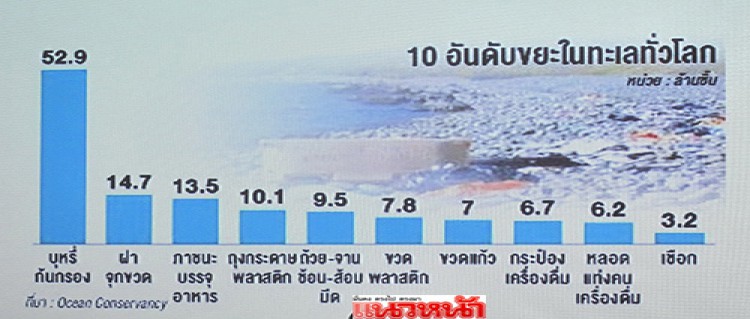 10 อันดับขยะในทะเลทั่วโลก
หน่วย : ล้านชิ้น
52.9
14.7
13.5
10.1
9.5
7.8
7
6.7
6.2
3.2
บุหรี่
ก้นกรอง
ฝา
จุกขวด
ภาชนะ
บรรจุ
อาหาร
ถุงกระดาษ
พลาสติก
ถ้วย-จาน
ช้อน-ส้อม
มีด
ขวด
พลาสติก
ขวดแก้ว
กระป๋อง
เครื่องดื่ม
หลอด
แท่งคน
เครื่องดื่ม
เชือก
ที่มา : Ocean Conservancy
แนวหน้า